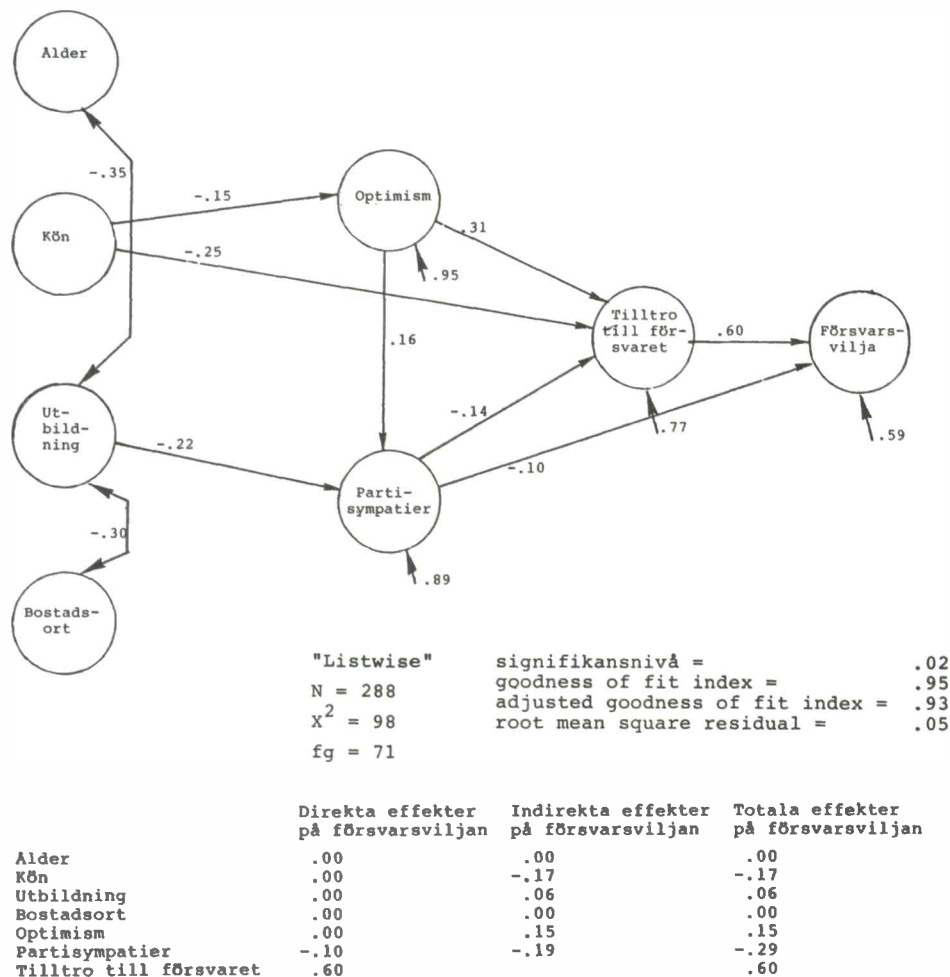 Ålder
-.35
-.15
Optimism
Kön
-.25
.31
.95
.16
Tilltro
till för-
svaret
.60
Försvars-
vilja
Ut-
bild-
ning
-.22
-.14
.77
.59
-.10
Parti-
sympatier
-.30
.89
Bostads-
ort
"Listwise" signifikansnivå = .02
N = 288 goodness of fit index = .95
adjusted goodness of fit index = .93
X² = 98 root mean square residual = .05
fg = 71
Direkta effekter Indirekta effekter Totala effekter
på försvarsviljan på försvarsviljan på försvarsviljan
Ålder .00 .00 .00
Kön .00 -.17 -.17
Utbildning .00 .06 .06
Bostadsort .00 .00 .00
Optimism .00 .15 .15
Partisympatier -.10 -.19 -.29
Tilltro till försvaret .60 .60